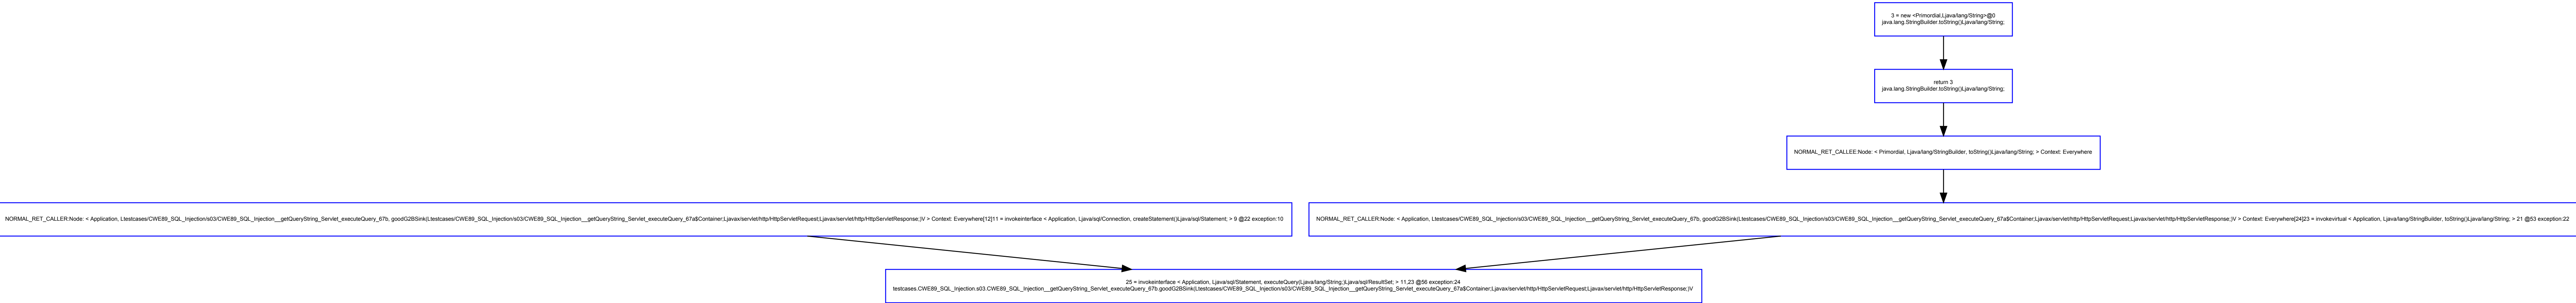 3 = new <Primordial,Ljava/lang/String>@0
java.lang.StringBuilder.toString()Ljava/lang/String;
return 3
java.lang.StringBuilder.toString()Ljava/lang/String;
NORMAL_RET_CALLEE:Node: < Primordial, Ljava/lang/StringBuilder, toString()Ljava/lang/String; > Context: Everywhere
NORMAL_RET_CALLER:Node: < Application, Ltestcases/CWE89_SQL_Injection/s03/CWE89_SQL_Injection__getQueryString_Servlet_executeQuery_67b, goodG2BSink(Ltestcases/CWE89_SQL_Injection/s03/CWE89_SQL_Injection__getQueryString_Servlet_executeQuery_67a$Container;Ljavax/servlet/http/HttpServletRequest;Ljavax/servlet/http/HttpServletResponse;)V > Context: Everywhere[12]11 = invokeinterface < Application, Ljava/sql/Connection, createStatement()Ljava/sql/Statement; > 9 @22 exception:10
NORMAL_RET_CALLER:Node: < Application, Ltestcases/CWE89_SQL_Injection/s03/CWE89_SQL_Injection__getQueryString_Servlet_executeQuery_67b, goodG2BSink(Ltestcases/CWE89_SQL_Injection/s03/CWE89_SQL_Injection__getQueryString_Servlet_executeQuery_67a$Container;Ljavax/servlet/http/HttpServletRequest;Ljavax/servlet/http/HttpServletResponse;)V > Context: Everywhere[24]23 = invokevirtual < Application, Ljava/lang/StringBuilder, toString()Ljava/lang/String; > 21 @53 exception:22
25 = invokeinterface < Application, Ljava/sql/Statement, executeQuery(Ljava/lang/String;)Ljava/sql/ResultSet; > 11,23 @56 exception:24
testcases.CWE89_SQL_Injection.s03.CWE89_SQL_Injection__getQueryString_Servlet_executeQuery_67b.goodG2BSink(Ltestcases/CWE89_SQL_Injection/s03/CWE89_SQL_Injection__getQueryString_Servlet_executeQuery_67a$Container;Ljavax/servlet/http/HttpServletRequest;Ljavax/servlet/http/HttpServletResponse;)V